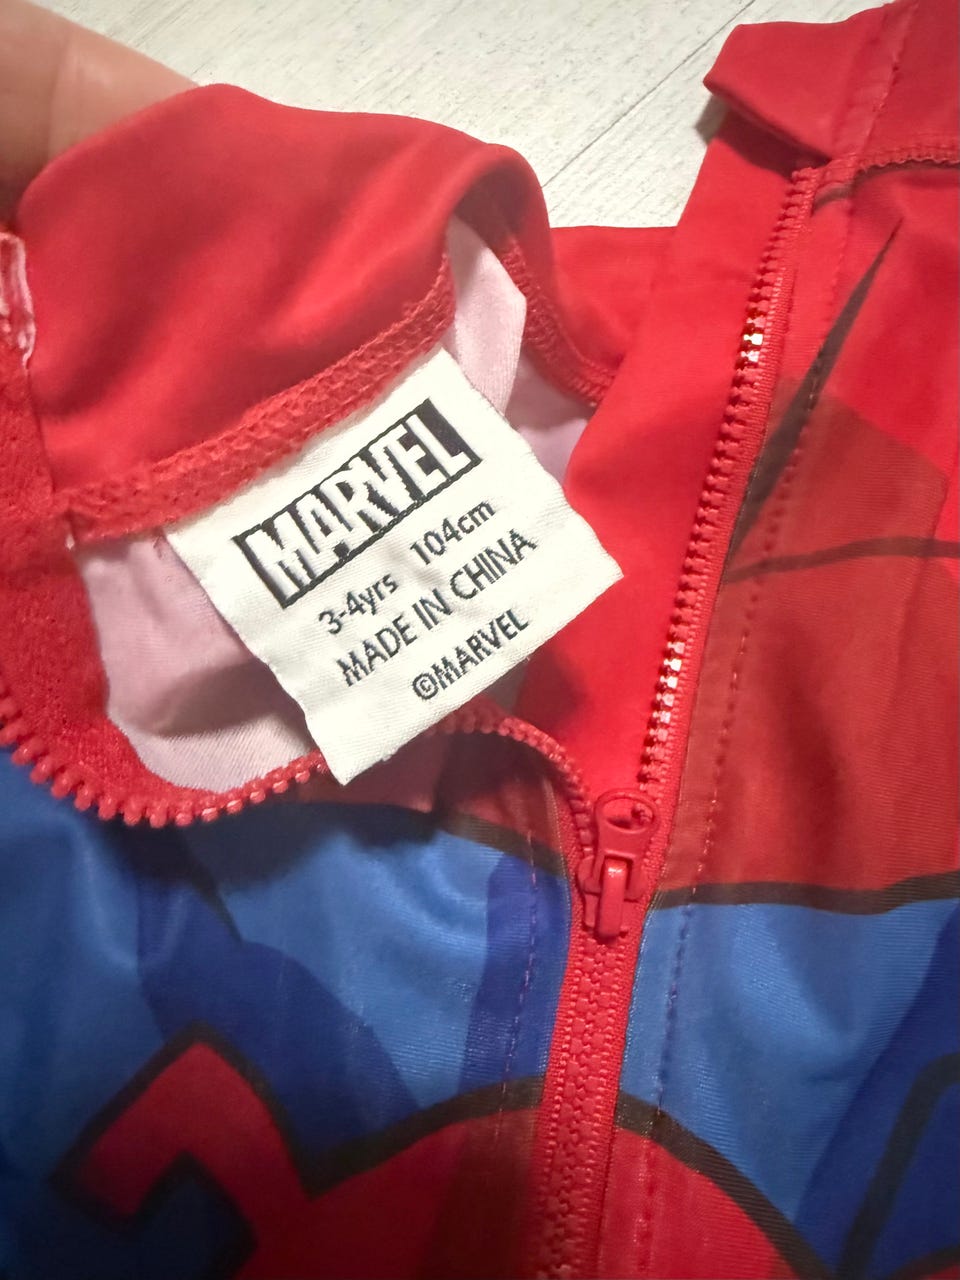 MARVEL
3-4yrs 104cm
MADE IN CHINA
©MARVEL